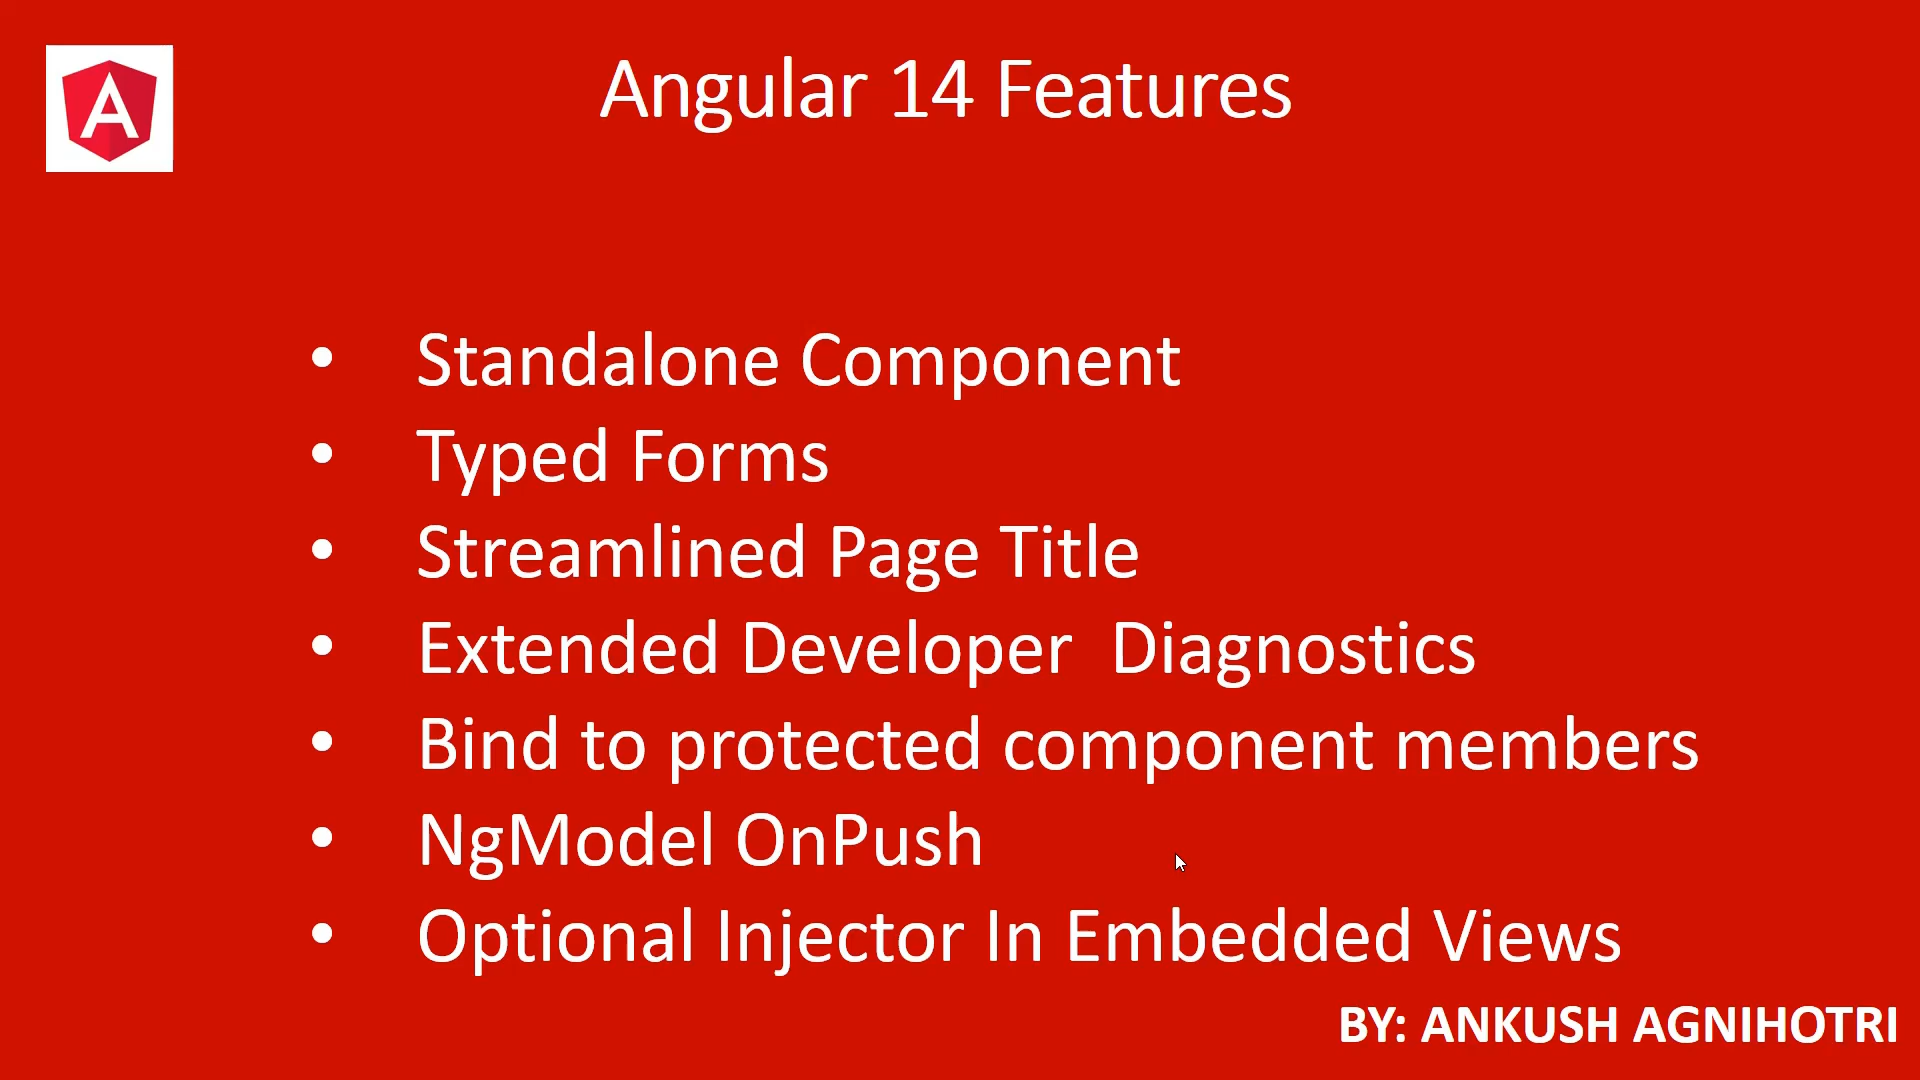 Angular 14 Features
• Standalone Component
• Typed Forms
• Streamlined Page Title
• Extended Developer  Diagnostics
• Bind to protected component members
• NgModel OnPush
• Optional Injector In Embedded Views
BY: ANKUSH AGNIHOTRI